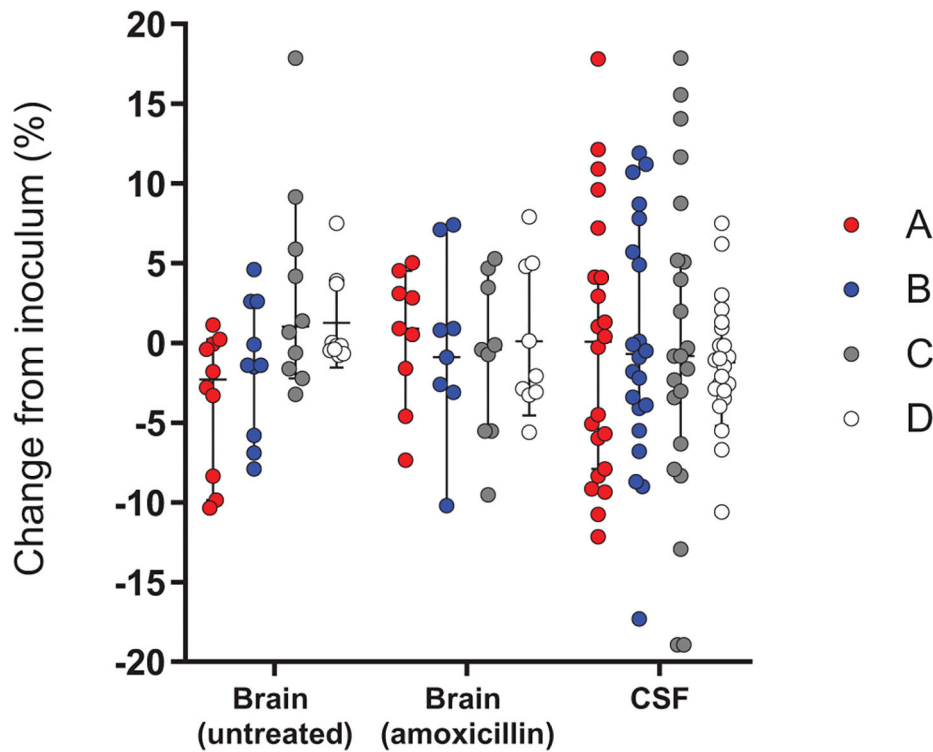 Change from inoculum (%)
20
15
10
5
0
-5
-10
-15
-20
Brain
(untreated)
Brain
(amoxicillin)
CSF
A
B
C
D